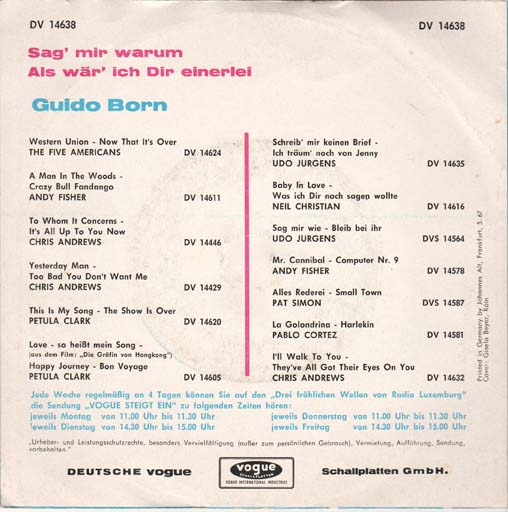 DV 14638
DV 14638
Sag' mir warum
Als wär' ich Dir einerlei
Guido Born
Western Union - Now That It's Over
THE FIVE AMERICANS DV 14624
A Man In The Woods -
Crazy Bull Fandango
ANDY FISHER DV 14611
To Whom It Concerns -
It's All Up To You Now
CHRIS ANDREWS DV 14446
Yesterday Man -
Too Bad You Don't Want Me
CHRIS ANDREWS DV 14429
This Is My Song - The Show Is Over
PETULA CLARK DV 14620
Love - so heißt mein Song -
(aus dem Film: „Die Gräfin von Hongkong")
Happy Journey - Bon Voyage
PETULA CLARK DV 14605
Schreib' mir keinen Brief -
Ich träum' noch von Jenny
UDO JURGENS DV 14635
Baby In Love -
Was ich Dir noch sagen wollte
NEIL CHRISTIAN DV 14616
Sag mir wie - Bleib bei ihr
UDO JURGENS DVS 14564
Mr. Cannibal - Computer Nr. 9
ANDY FISHER DV 14578
Alles Rederei - Small Town
PAT SIMON DVS 14587
La Golondrina - Harlekin
PABLO CORTEZ DV 14581
I'll Walk To You -
They've All Got Their Eyes On You
CHRIS ANDREWS DV 14632
Printed in Germany by Johannes Alt, Frankfurt, 5. 67
Cover: Gisela Beyer, Köln
Jede Woche regelmäßig an 4 Tagen können Sie auf den „Drei fröhlichen Wellen von Radio Luxemburg"
die Sendung „VOGUE STEIGT EIN" zu folgenden Zeiten hören:
jeweils Montag von 11.00 Uhr bis 11.30 Uhr jeweils Donnerstag von 11.00 Uhr bis 11.30 Uhr
jeweils Dienstag von 14.30 Uhr bis 15.00 Uhr jeweils Freitag von 14.30 Uhr bis 15.00 Uhr
„Urheber- und Leistungsschutzrechte, besonders Vervielfältigung (außer zum persönlichen Gebrauch), Vermietung, Aufführung, Sendung,
vorbehalten."
DEUTSCHE vogue
vogue
SCHALLPLATTEN
VOGUE INTERNATIONAL INDUSTRIES
Schallplatten GmbH.